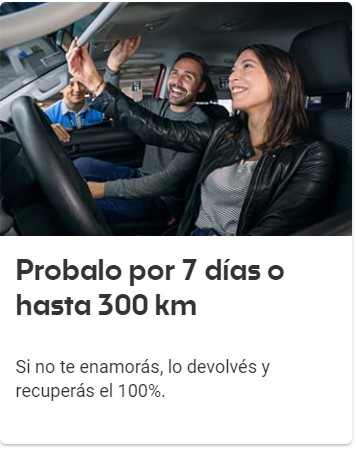 Probalo por 7 días o
hasta 300 km
Si no te enamorás, lo devolvés y
recuperás el 100%.